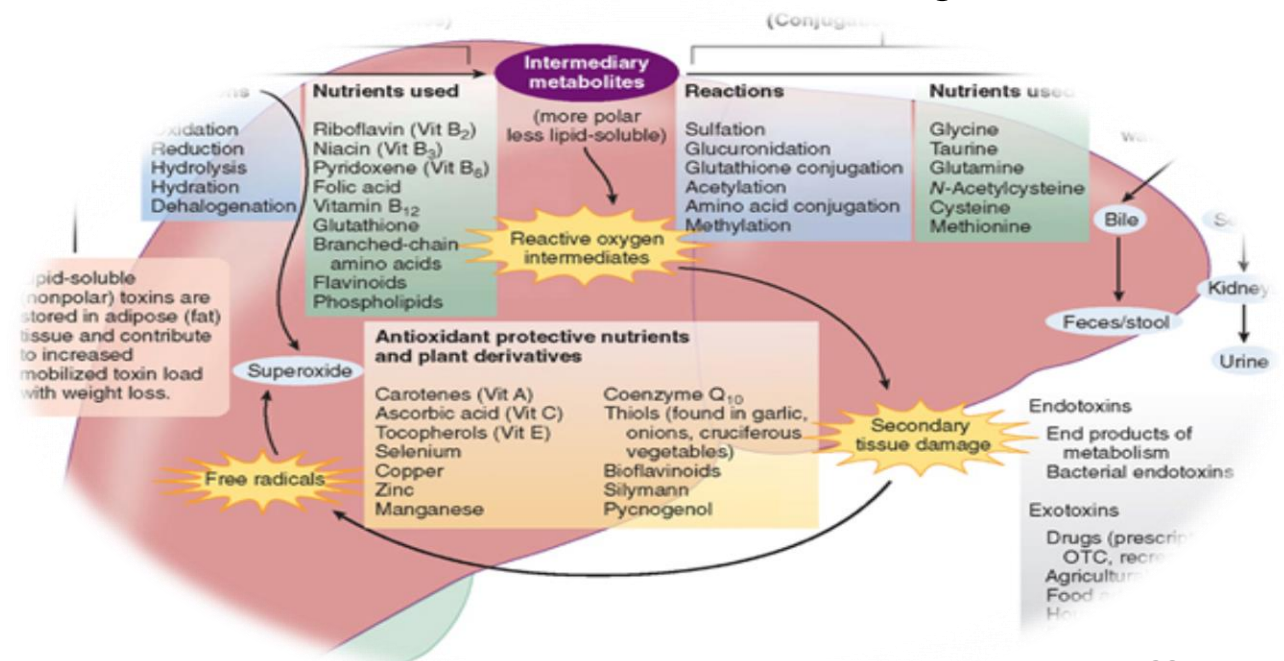 (Conjuga
Intermediary
metabolites
(more polar
less lipid-soluble)
Oxidation
Reduction
Hydrolysis
Hydration
Dehalogenation
Nutrients used
Riboflavin (Vit B2)
Niacin (Vit B3)
Pyridoxene (Vit B6)
Folic acid
Vitamin B12
Glutathione
Branched-chain
amino acids
Flavinoids
Phospholipids
Reactive oxygen
intermediates
Reactions
Sulfation
Glucuronidation
Glutathione conjugation
Acetylation
Amino acid conjugation
Methylation
Nutrients used
Glycine
Taurine
Glutamine
N-Acetylcysteine
Cysteine
Methionine
Bile
Feces/stool
Kidney
Urine
lipid-soluble
(nonpolar) toxins are
stored in adipose (fat)
tissue and contribute
to increased
mobilized toxin load
with weight loss.
Superoxide
Free radicals
Antioxidant protective nutrients
and plant derivatives
Carotenes (Vit A)
Ascorbic acid (Vit C)
Tocopherols (Vit E)
Selenium
Copper
Zinc
Manganese
Coenzyme Q10
Thiols (found in garlic,
onions, cruciferous
vegetables)
Bioflavinoids
Silymann
Pycnogenol
Secondary
tissue damage
Endotoxins
End products of
metabolism
Bacterial endotoxins
Exotoxins
Drugs (prescrip
OTC, recre
Agricultura
Food